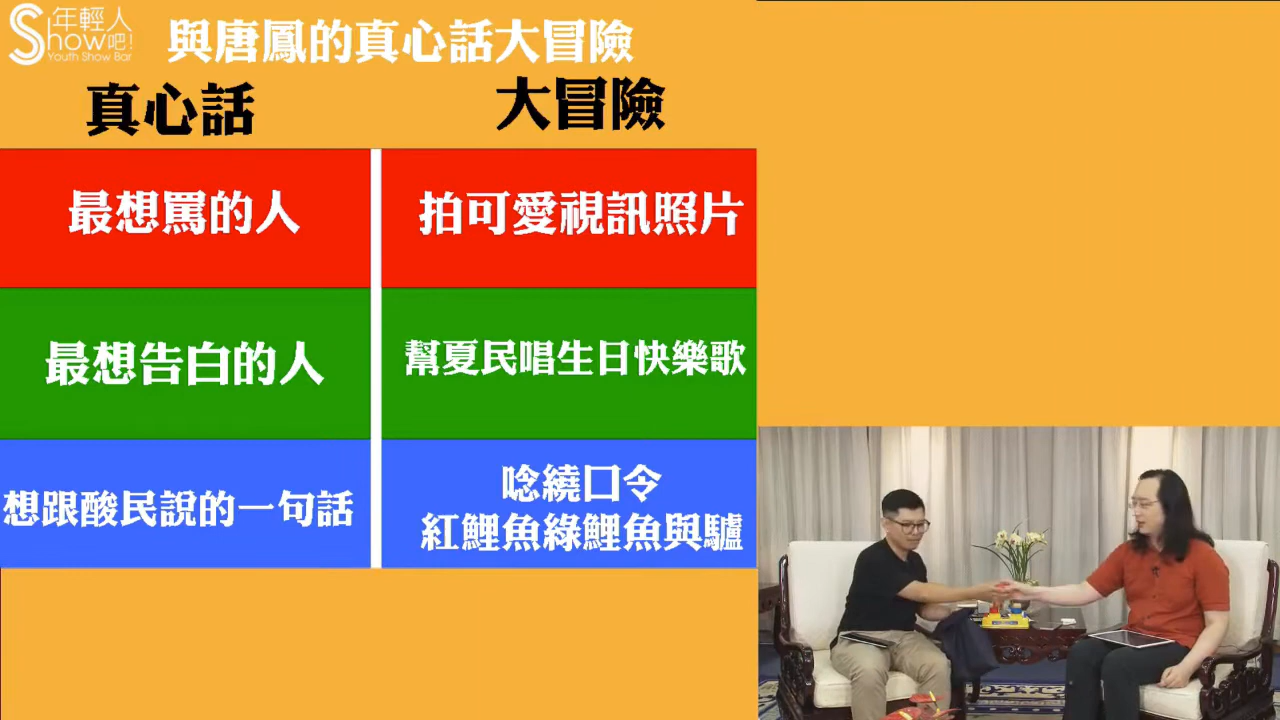 年輕人
Show吧!
Youth Show Bar
與唐鳳的真心話大冒險
真心話
大冒險
最想罵的人
拍可愛視訊照片
最想告白的人
幫夏民唱生日快樂歌
想跟酸民說的一句話
唸繞口令
紅鯉魚綠鯉魚與驢